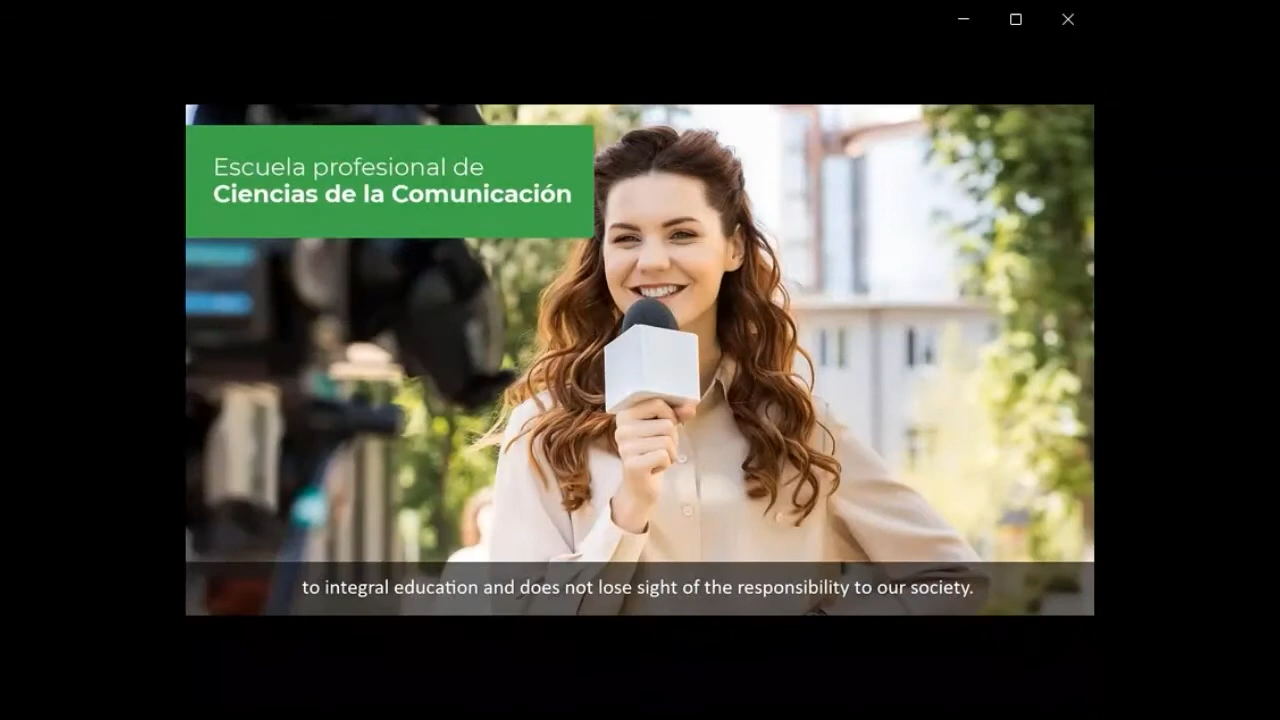 Escuela profesional de
Ciencias de la Comunicación
to integral education and does not lose sight of the responsibility to our society.